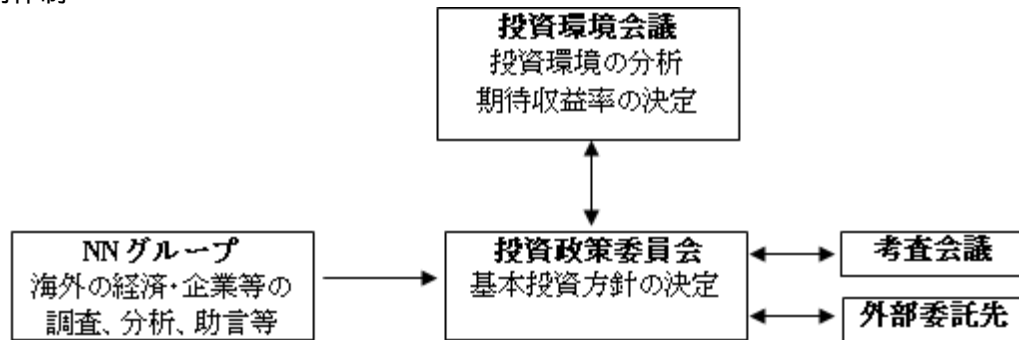 投資環境会議
投資環境の分析
期待収益率の決定
NNグループ
海外の経済・企業等の
調査、分析、助言等
投資政策委員会
基本投資方針の決定
考査会議
外部委託先